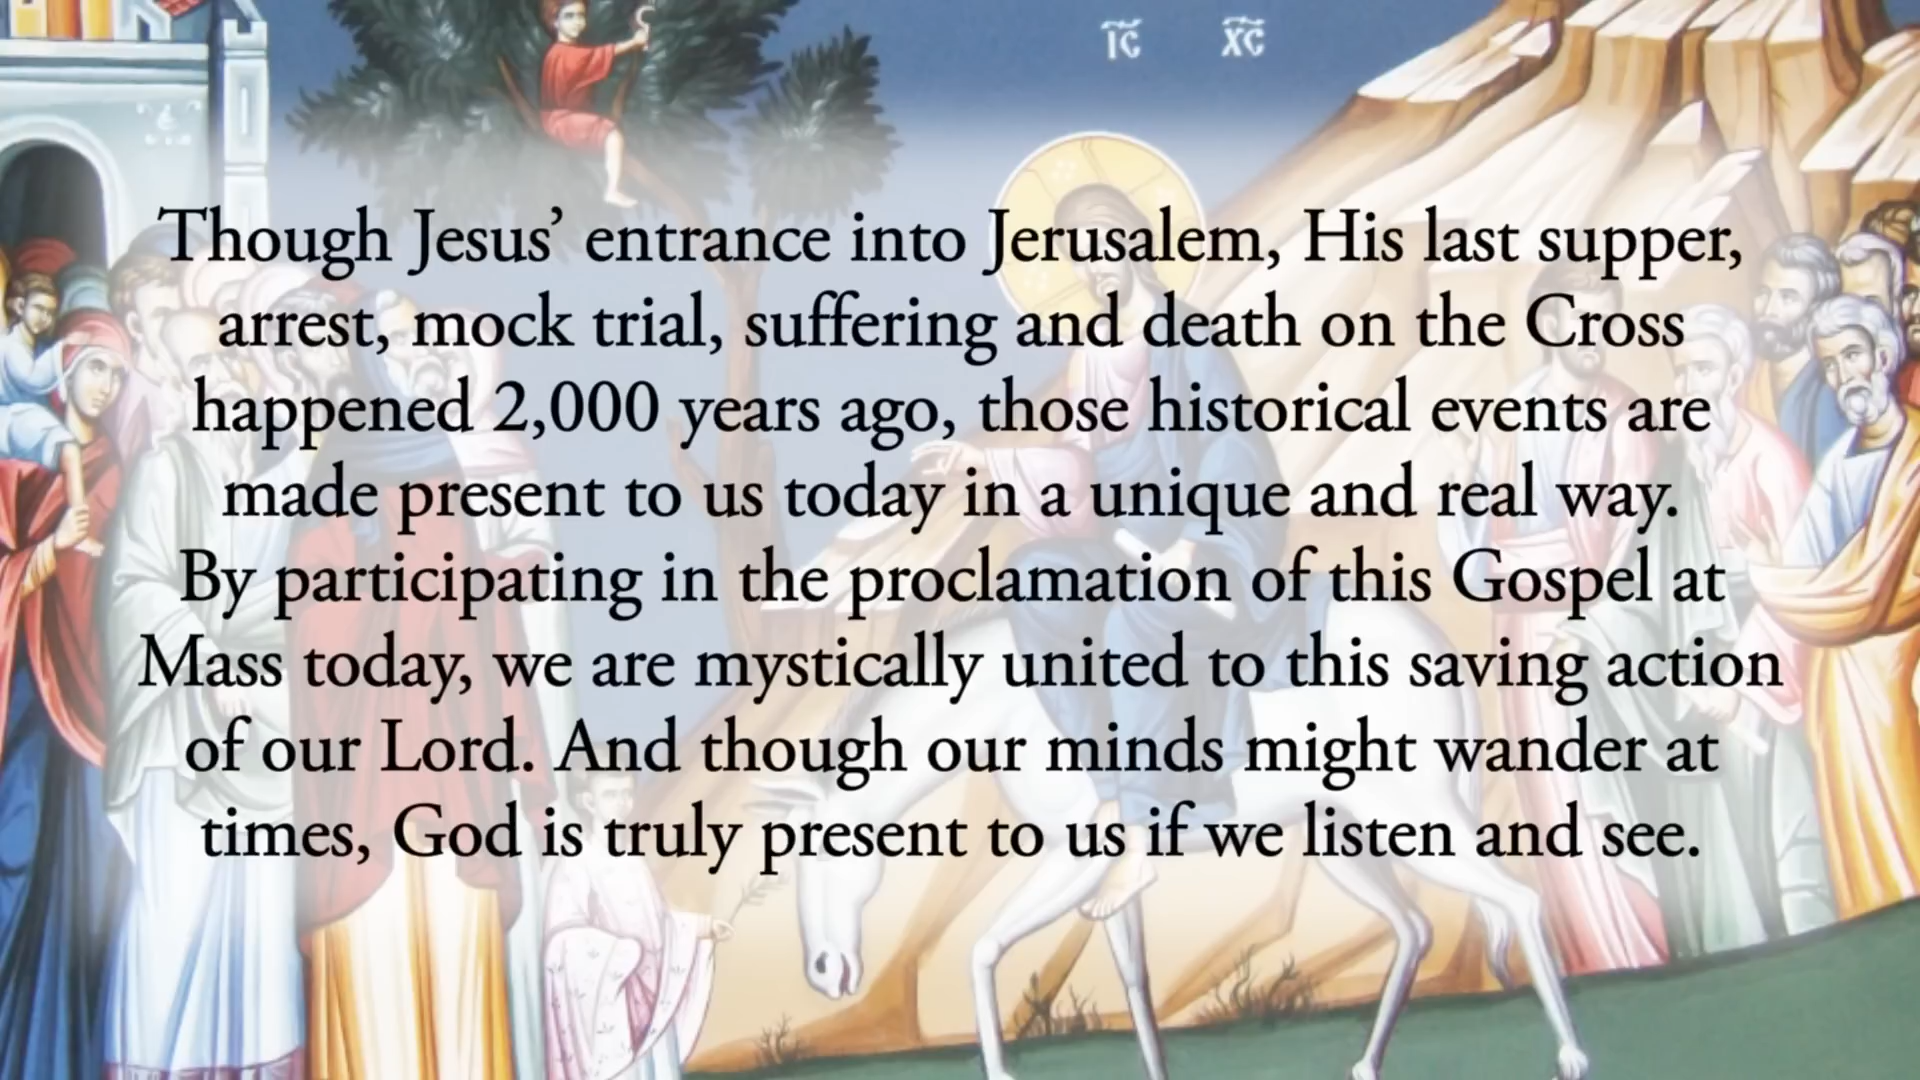 ІС ХС
Though Jesus’ entrance into Jerusalem, His last supper,
arrest, mock trial, suffering and death on the Cross
happened 2,000 years ago, those historical events are
made present to us today in a unique and real way.
By participating in the proclamation of this Gospel at
Mass today, we are mystically united to this saving action
of our Lord. And though our minds might wander at
times, God is truly present to us if we listen and see.